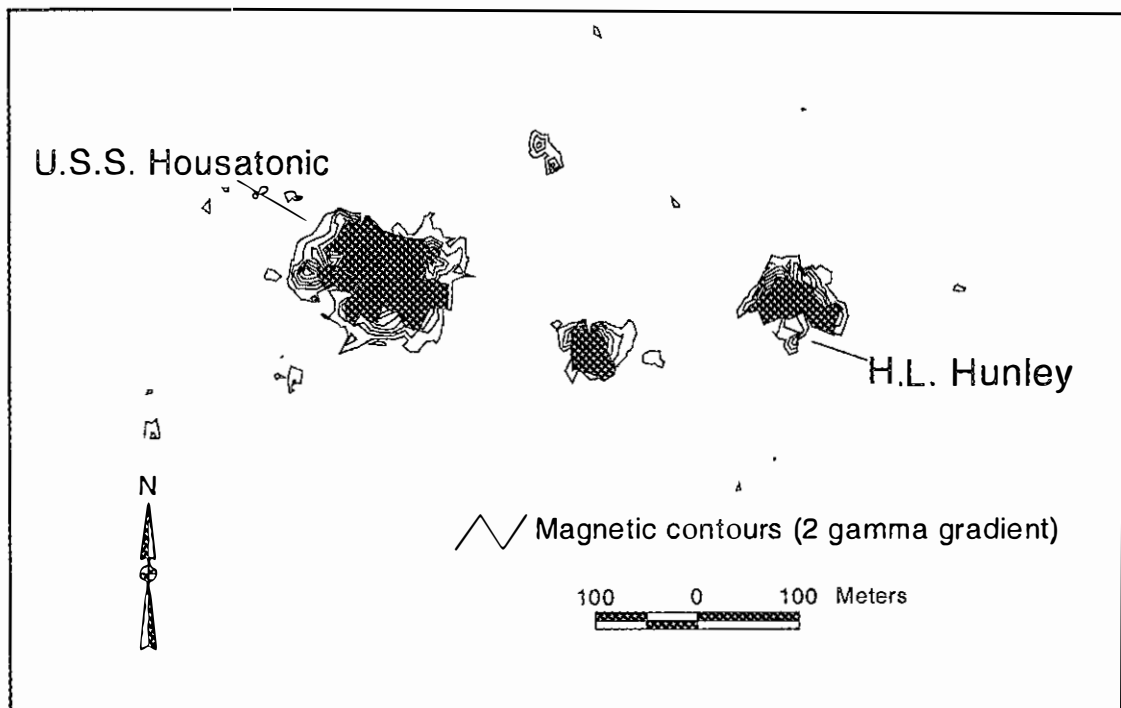 U.S.S. Housatonic
H.L. Hunley
N
Magnetic contours (2 gamma gradient)
100 0 100 Meters